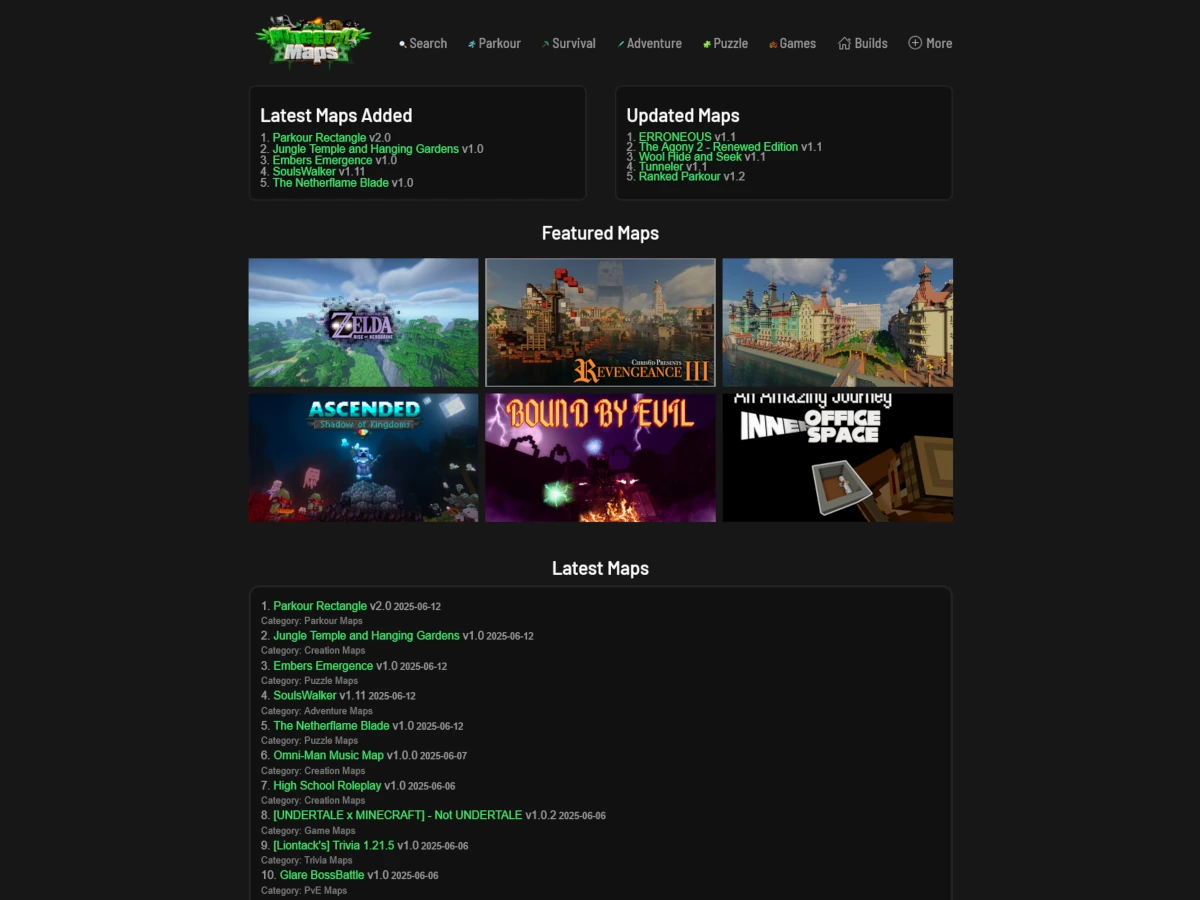 Minecraft
Maps
Search
Parkour
Survival
Adventure
Puzzle
Games
Builds
More
Latest Maps Added
1. Parkour Rectangle v2.0
2. Jungle Temple and Hanging Gardens v1.0
3. Embers Emergence v1.0
4. SoulsWalker v1.11
5. The Netherflame Blade v1.0
Updated Maps
1. ERRONEOUS v1.1
2. The Agony 2 - Renewed Edition v1.1
3. Wool Hide and Seek v1.1
4. Tunneler v1.1
5. Ranked Parkour v1.2
Featured Maps
ZELDA
RISE OF HEROBRINE
CHRIS6D PRESENTS
REVENGEANCE III
ASCENDED
Shadow of Kingdoms
BOUND BY EVIL
An Amazing Journey
INNER OFFICE
SPACE
Latest Maps
1. Parkour Rectangle v2.0 2025-06-12
Category: Parkour Maps
2. Jungle Temple and Hanging Gardens v1.0 2025-06-12
Category: Creation Maps
3. Embers Emergence v1.0 2025-06-12
Category: Puzzle Maps
4. SoulsWalker v1.11 2025-06-12
Category: Adventure Maps
5. The Netherflame Blade v1.0 2025-06-12
Category: Puzzle Maps
6. Omni-Man Music Map v1.0.0 2025-06-07
Category: Creation Maps
7. High School Roleplay v1.0 2025-06-06
Category: Creation Maps
8. [UNDERTALE x MINECRAFT] - Not UNDERTALE v1.0.2 2025-06-06
Category: Game Maps
9. [Liontack's] Trivia 1.21.5 v1.0 2025-06-06
Category: Trivia Maps
10. Glare BossBattle v1.0 2025-06-06
Category: PvE Maps